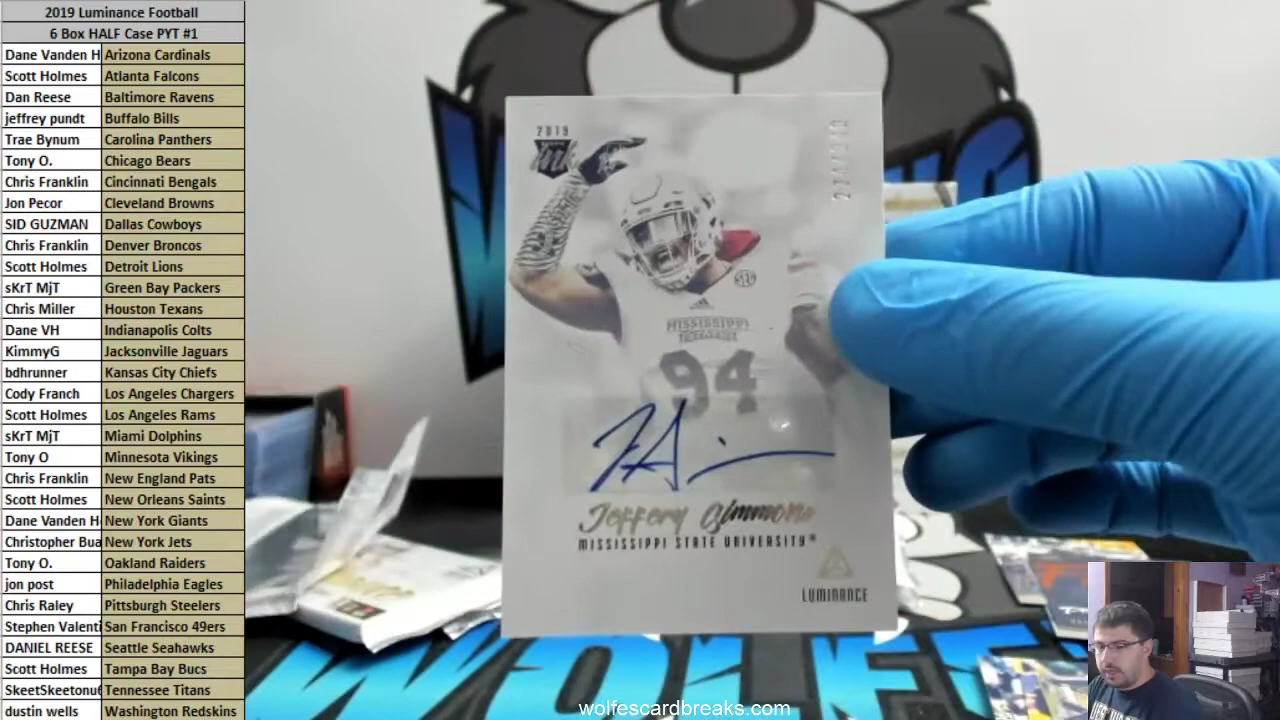 2019 Luminance Football
6 Box HALF Case PYT #1
Dane Vanden H Arizona Cardinals
Scott Holmes Atlanta Falcons
Dan Reese Baltimore Ravens
jeffrey pundt Buffalo Bills
Trae Bynum Carolina Panthers
Tony O. Chicago Bears
Chris Franklin Cincinnati Bengals
Jon Pecor Cleveland Browns
SID GUZMAN Dallas Cowboys
Chris Franklin Denver Broncos
Scott Holmes Detroit Lions
sKrT MjT Green Bay Packers
Chris Miller Houston Texans
Dane VH Indianapolis Colts
KimmyG Jacksonville Jaguars
bdhrunner Kansas City Chiefs
Cody Franch Los Angeles Chargers
Scott Holmes Los Angeles Rams
sKrT MjT Miami Dolphins
Tony O Minnesota Vikings
Chris Franklin New England Pats
Scott Holmes New Orleans Saints
Dane Vanden H New York Giants
Christopher Bua New York Jets
Tony O. Oakland Raiders
jon post Philadelphia Eagles
Chris Raley Pittsburgh Steelers
Stephen Valenti San Francisco 49ers
DANIEL REESE Seattle Seahawks
Scott Holmes Tampa Bay Bucs
SkeetSkeetonu Tennessee Titans
dustin wells Washington Redskins
2019
ink
SEC
MISSISSIPPI
94
Jeffery Simmons
MISSISSIPPI STATE UNIVERSITY®
LUMINANCE
WOLFE
wolfescardbreaks.com